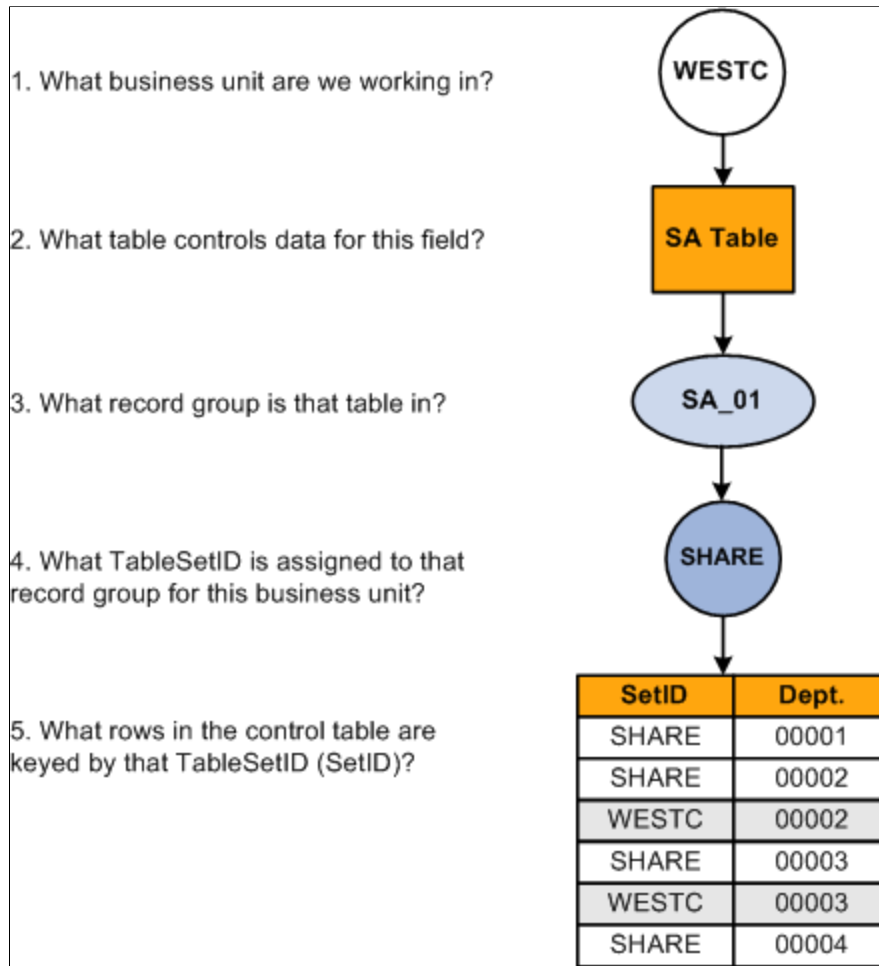 1. What business unit are we working in?
WESTC
2. What table controls data for this field?
SA Table
3. What record group is that table in?
SA_01
4. What TableSetID is assigned to that
record group for this business unit?
SHARE
5. What rows in the control table are
keyed by that TableSetID (SetID)?
SetID Dept.
SHARE 00001
SHARE 00002
WESTC 00002
SHARE 00003
WESTC 00003
SHARE 00004